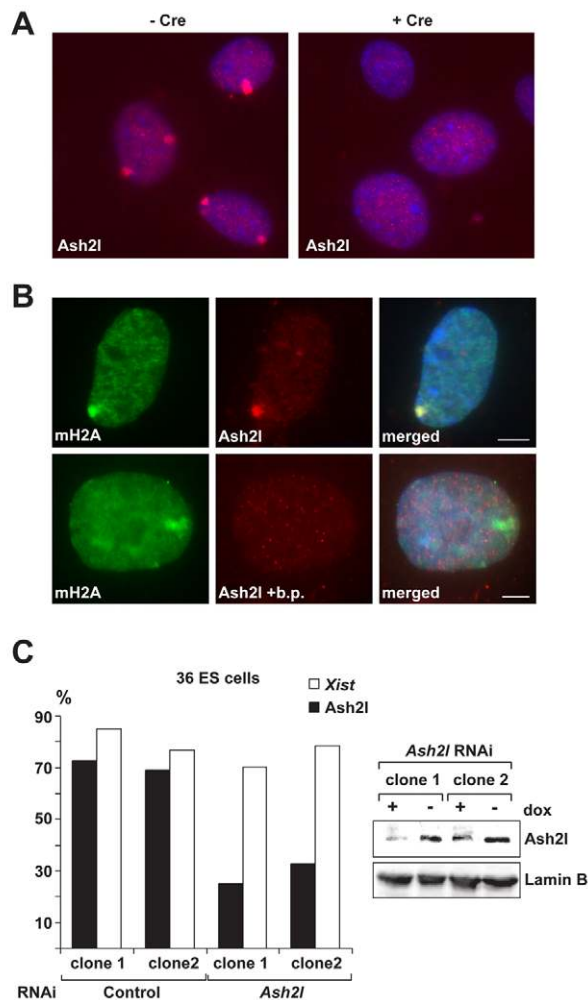 A
- Cre
+ Cre
Ash2l
Ash2l
B
mH2A
Ash2l
merged
mH2A
Ash2l +b.p.
merged
C
36 ES cells
%
Xist
Ash2l
90
70
50
30
10
clone 1
clone2
clone 1
clone2
RNAi
Control
Ash2l
Ash2l RNAi
clone 1
clone 2
+ - + - dox
Ash2l
Lamin B